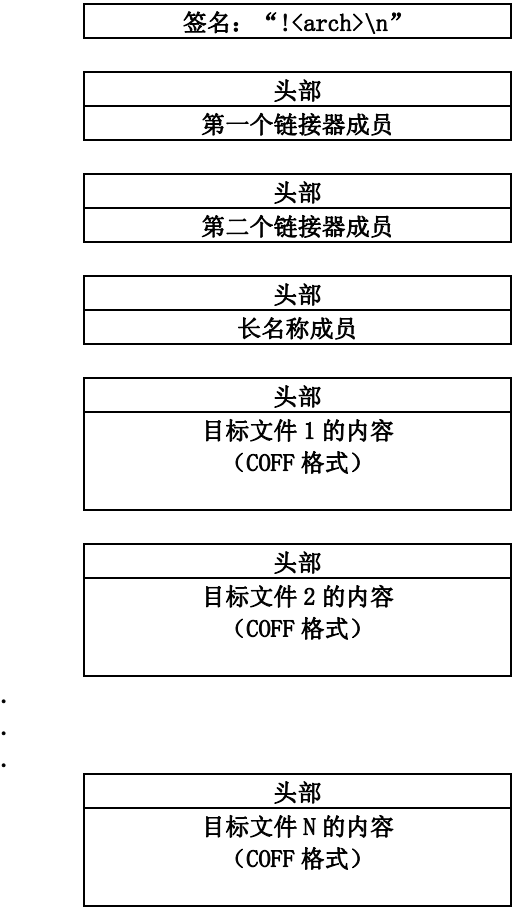 签名：“!<arch>\n”
头部
第一个链接器成员
头部
第二个链接器成员
头部
长名称成员
头部
目标文件 1 的内容
（COFF 格式）
头部
目标文件 2 的内容
（COFF 格式）
.
.
.
头部
目标文件 N 的内容
（COFF 格式）